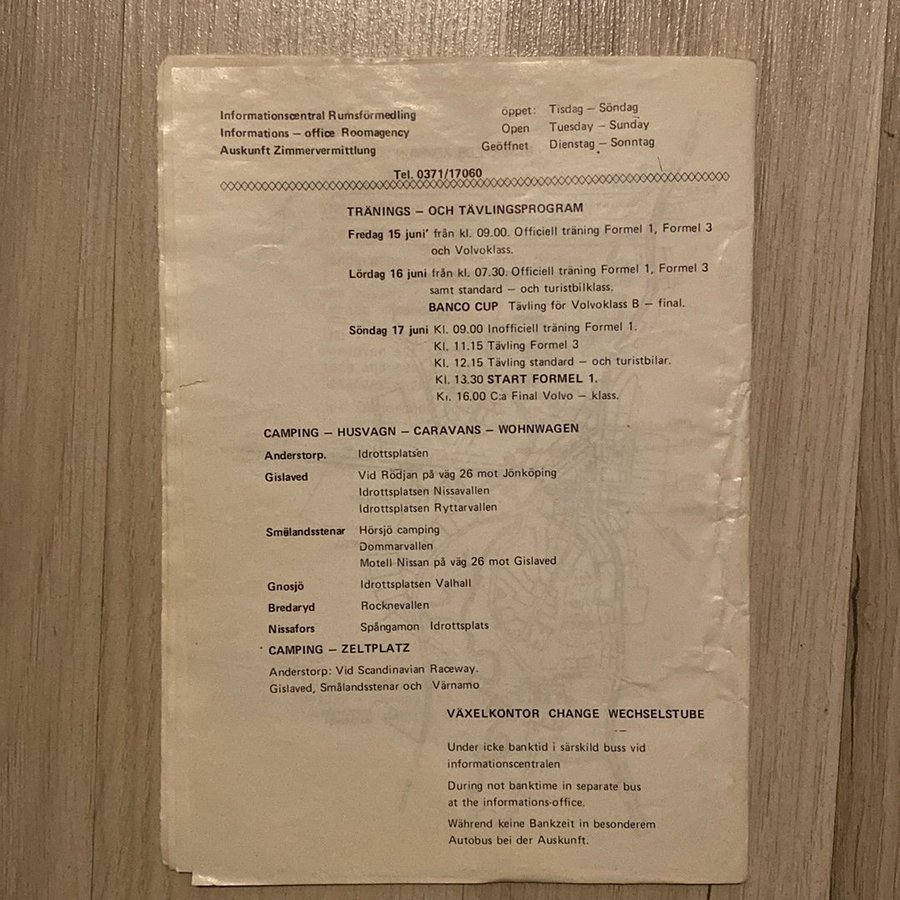 Informationscentral Rumsförmedling
öppet: Tisdag – Söndag
Informations – office Roomagency
Open Tuesday – Sunday
Auskunft Zimmervermittlung
Geöffnet Dienstag – Sonntag
Tel. 0371/17060
TRÄNINGS – OCH TÄVLINGSPROGRAM
Fredag 15 juni' från kl. 09.00. Officiell träning Formel 1, Formel 3
och Volvoklass.
Lördag 16 juni från kl. 07.30. Officiell träning Formel 1, Formel 3
samt standard – och turistbilklass.
BANCO CUP Tävling för Volvoklass B – final.
Söndag 17 juni Kl. 09.00 Inofficiell träning Formel 1.
Kl. 11.15 Tävling Formel 3
Kl. 12.15 Tävling standard – och turistbilar.
Kl. 13.30 START FORMEL 1.
Kl. 16.00 C:a Final Volvo – klass.
CAMPING – HUSVAGN – CARAVANS – WOHNWAGEN
Anderstorp. Idrottsplatsen
Gislaved Vid Rödjan på väg 26 mot Jönköping
Idrottsplatsen Nissavallen
Idrottsplatsen Ryttarvallen
Smålandsstenar Hörsjö camping
Dommarvallen
Motell Nissan på väg 26 mot Gislaved
Gnosjö Idrottsplatsen Valhall
Bredaryd Rocknevallen
Nissafors Spångamon Idrottsplats
CAMPING – ZELTPLATZ
Anderstorp: Vid Scandinavian Raceway.
Gislaved, Smålandsstenar och Värnamo
VÄXELKONTOR CHANGE WECHSELSTUBE
Under icke banktid i särskild buss vid
informationscentralen
During not banktime in separate bus
at the informations-office.
Während keine Bankzeit in besonderem
Autobus bei der Auskunft.